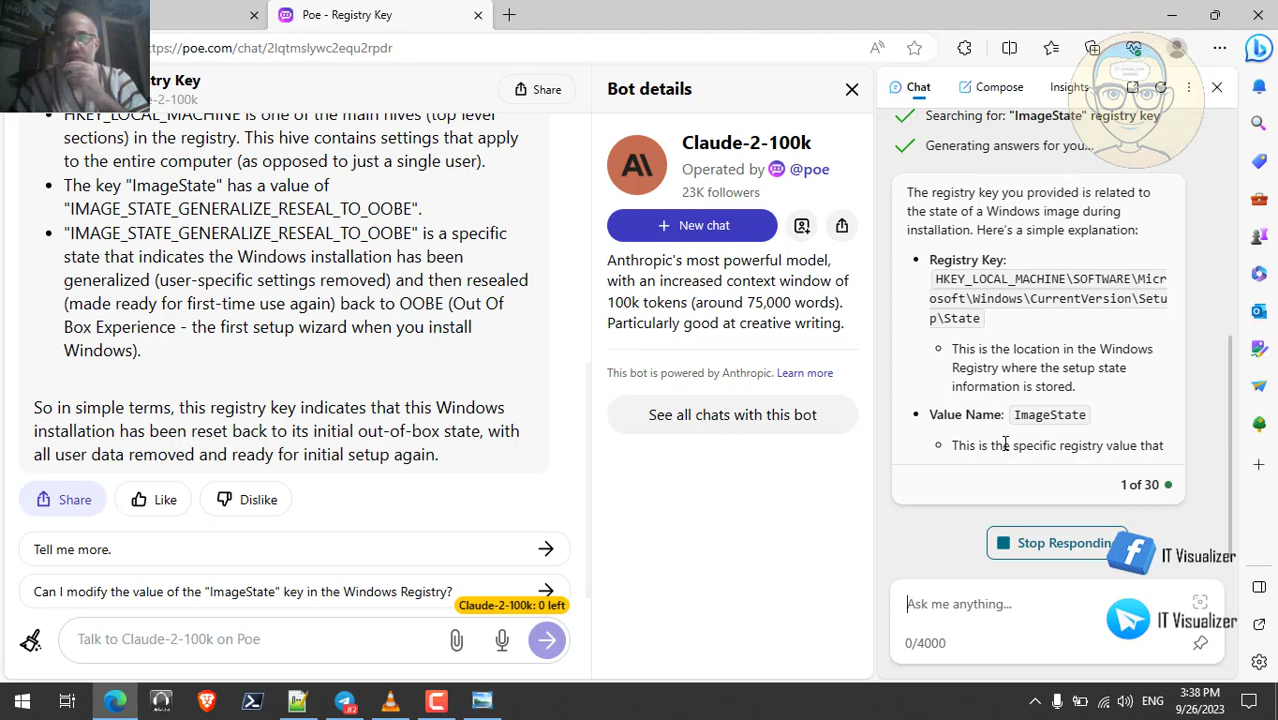 Poe - Registry Key
https://poe.com/chat/2lqtmslywc2equ2rpdr
try Key
e-2-100k
Share
HKEY_LOCAL_MACHINE is one of the main hives (top level
sections) in the registry. This hive contains settings that apply
to the entire computer (as opposed to just a single user).
The key "ImageState" has a value of
"IMAGE_STATE_GENERALIZE_RESEAL_TO_OOBE".
"IMAGE_STATE_GENERALIZE_RESEAL_TO_OOBE" is a specific
state that indicates the Windows installation has been
generalized (user-specific settings removed) and then resealed
(made ready for first-time use again) back to OOBE (Out Of
Box Experience - the first setup wizard when you install
Windows).
So in simple terms, this registry key indicates that this Windows
installation has been reset back to its initial out-of-box state, with
all user data removed and ready for initial setup again.
Share
Like
Dislike
Tell me more.
Can I modify the value of the "ImageState" key in the Windows Registry?
Claude-2-100k: 0 left
Talk to Claude-2-100k on Poe
Bot details
Claude-2-100k
Operated by @poe
23K followers
New chat
Anthropic's most powerful model,
with an increased context window of
100k tokens (around 75,000 words).
Particularly good at creative writing.
This bot is powered by Anthropic. Learn more
See all chats with this bot
Chat
Compose
Insights
Searching for: "ImageState" registry key
Generating answers for you...
The registry key you provided is related to
the state of a Windows image during
installation. Here's a simple explanation:
Registry Key:
HKEY_LOCAL_MACHINE\SOFTWARE\Micr
osoft\Windows\CurrentVersion\Setu
p\State
This is the location in the Windows
Registry where the setup state
information is stored.
Value Name: ImageState
This is the specific registry value that
1 of 30
Stop Respondin
IT Visualizer
Ask me anything...
IT Visualizer
0/4000
82
ENG
3:38 PM
9/26/2023